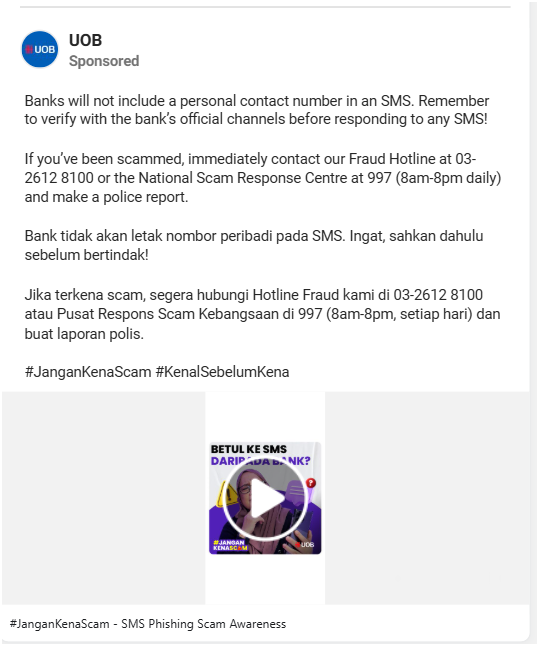 UOB
UOB
Sponsored
Banks will not include a personal contact number in an SMS. Remember
to verify with the bank's official channels before responding to any SMS!
If you've been scammed, immediately contact our Fraud Hotline at 03-
2612 8100 or the National Scam Response Centre at 997 (8am-8pm daily)
and make a police report.
Bank tidak akan letak nombor peribadi pada SMS. Ingat, sahkan dahulu
sebelum bertindak!
Jika terkena scam, segera hubungi Hotline Fraud kami di 03-2612 8100
atau Pusat Respons Scam Kebangsaan di 997 (8am-8pm, setiap hari) dan
buat laporan polis.
#JanganKenaScam #KenalSebelumKena
BETUL KE SMS
DARIPADA BANK?
#JANGAN
KENASCAM
UOB
#JanganKenaScam - SMS Phishing Scam Awareness